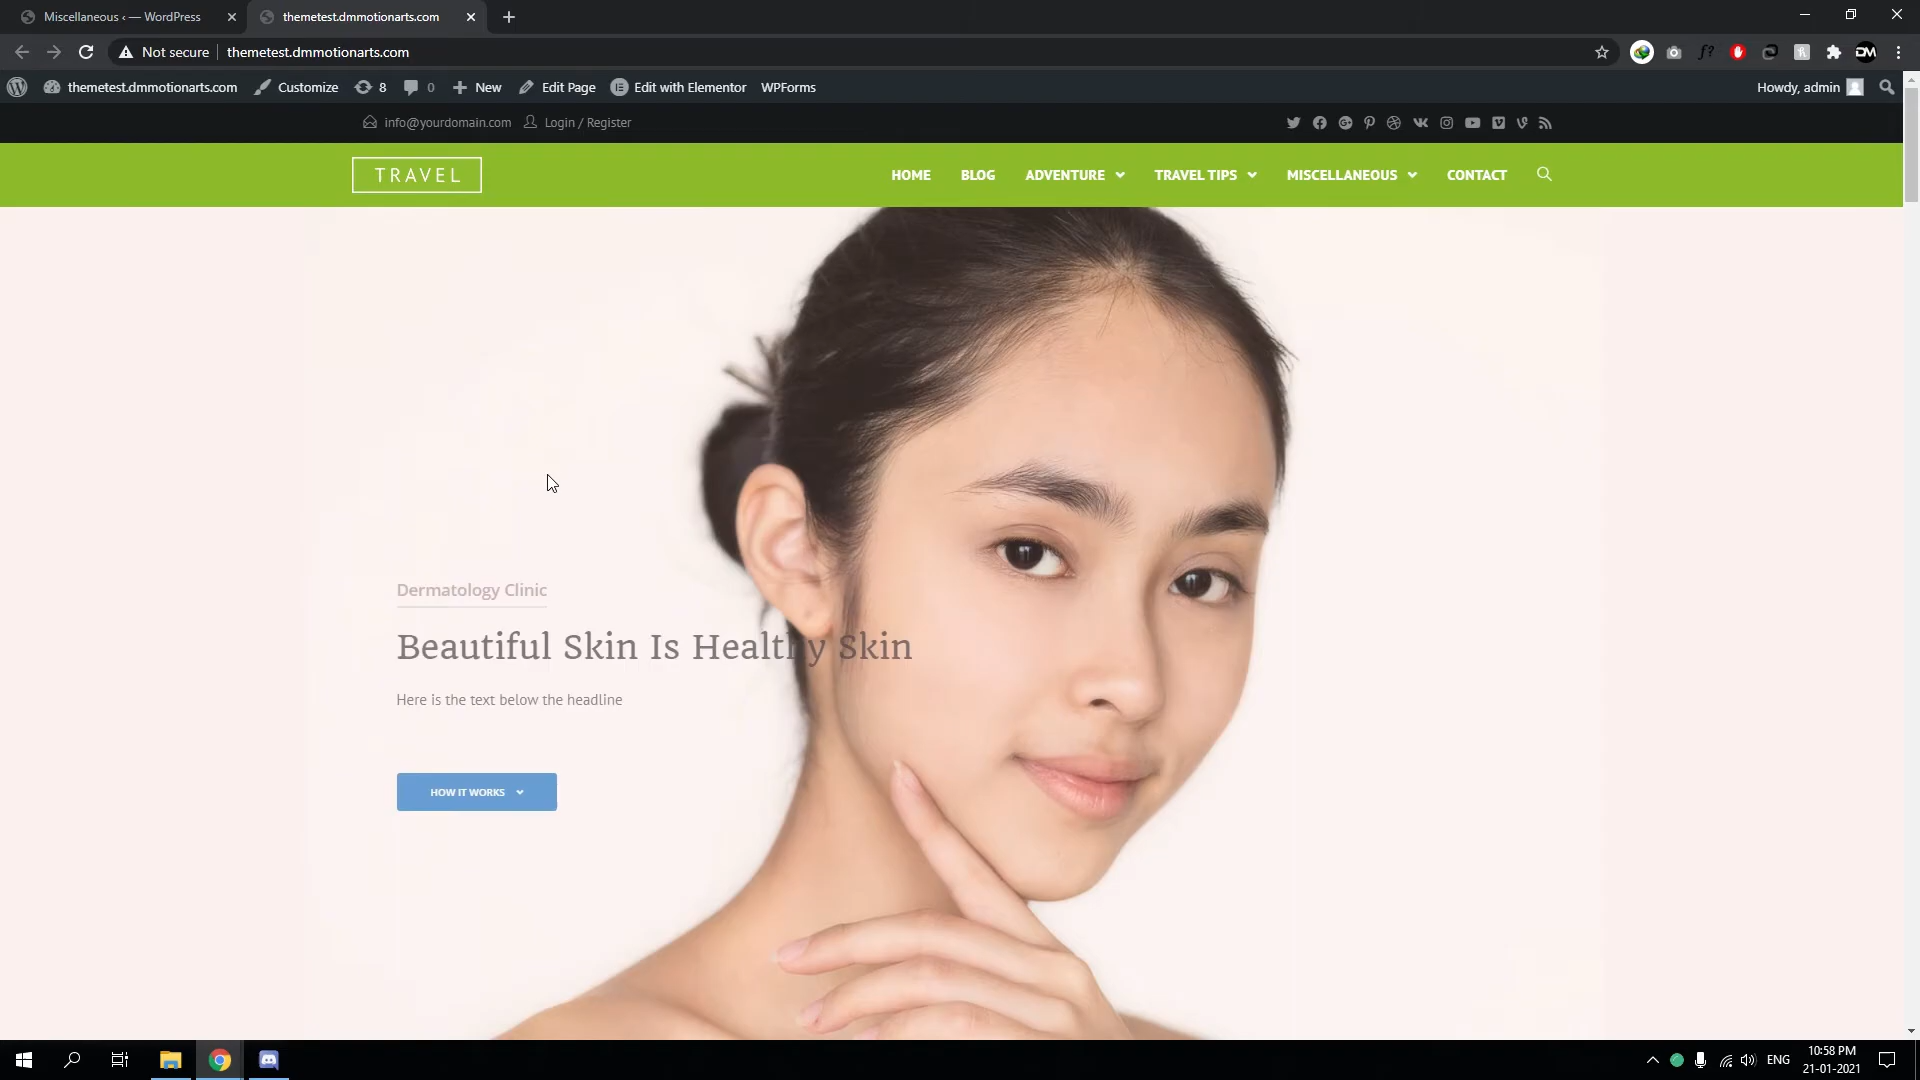 Miscellaneous ‹ — WordPress
themetest.dmmotionarts.com
Not secure
themetest.dmmotionarts.com
f?
DM
themetest.dmmotionarts.com
Customize
8
0
New
Edit Page
Edit with Elementor
WPForms
Howdy, admin
info@yourdomain.com
Login / Register
TRAVEL
HOME
BLOG
ADVENTURE
TRAVEL TIPS
MISCELLANEOUS
CONTACT
Dermatology Clinic
Beautiful Skin Is Healthy Skin
Here is the text below the headline
HOW IT WORKS
ENG
10:58 PM
21-01-2021